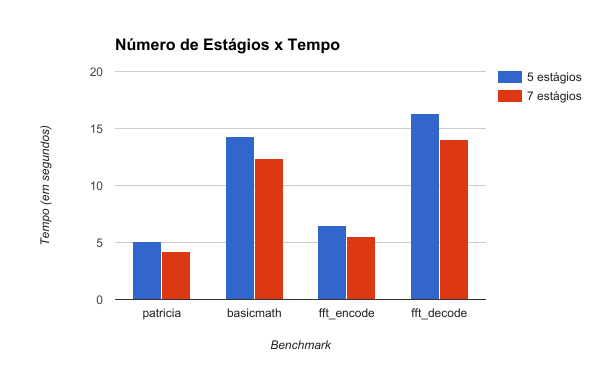 Número de Estágios x Tempo
20
15
10
5
0
Tempo (em segundos)
patricia
basicmath
fft_encode
fft_decode
Benchmark
5 estágios
7 estágios